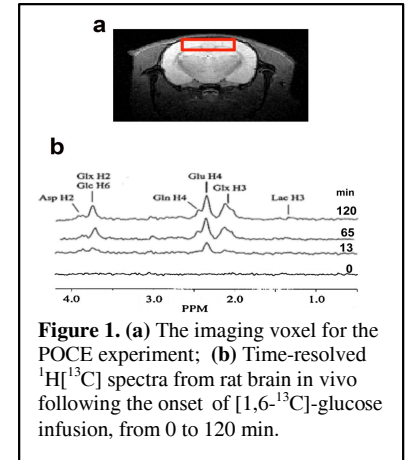 a
b
Glx H2
Glc H6
Asp H2
Gln H4
Glu H4
Glx H3
Lac H3
min
120
65
13
0
4.0 3.0 2.0 1.0
PPM
Figure 1. (a) The imaging voxel for the
POCE experiment; (b) Time-resolved
¹H[¹³C] spectra from rat brain in vivo
following the onset of [1,6-¹³C]-glucose
infusion, from 0 to 120 min.